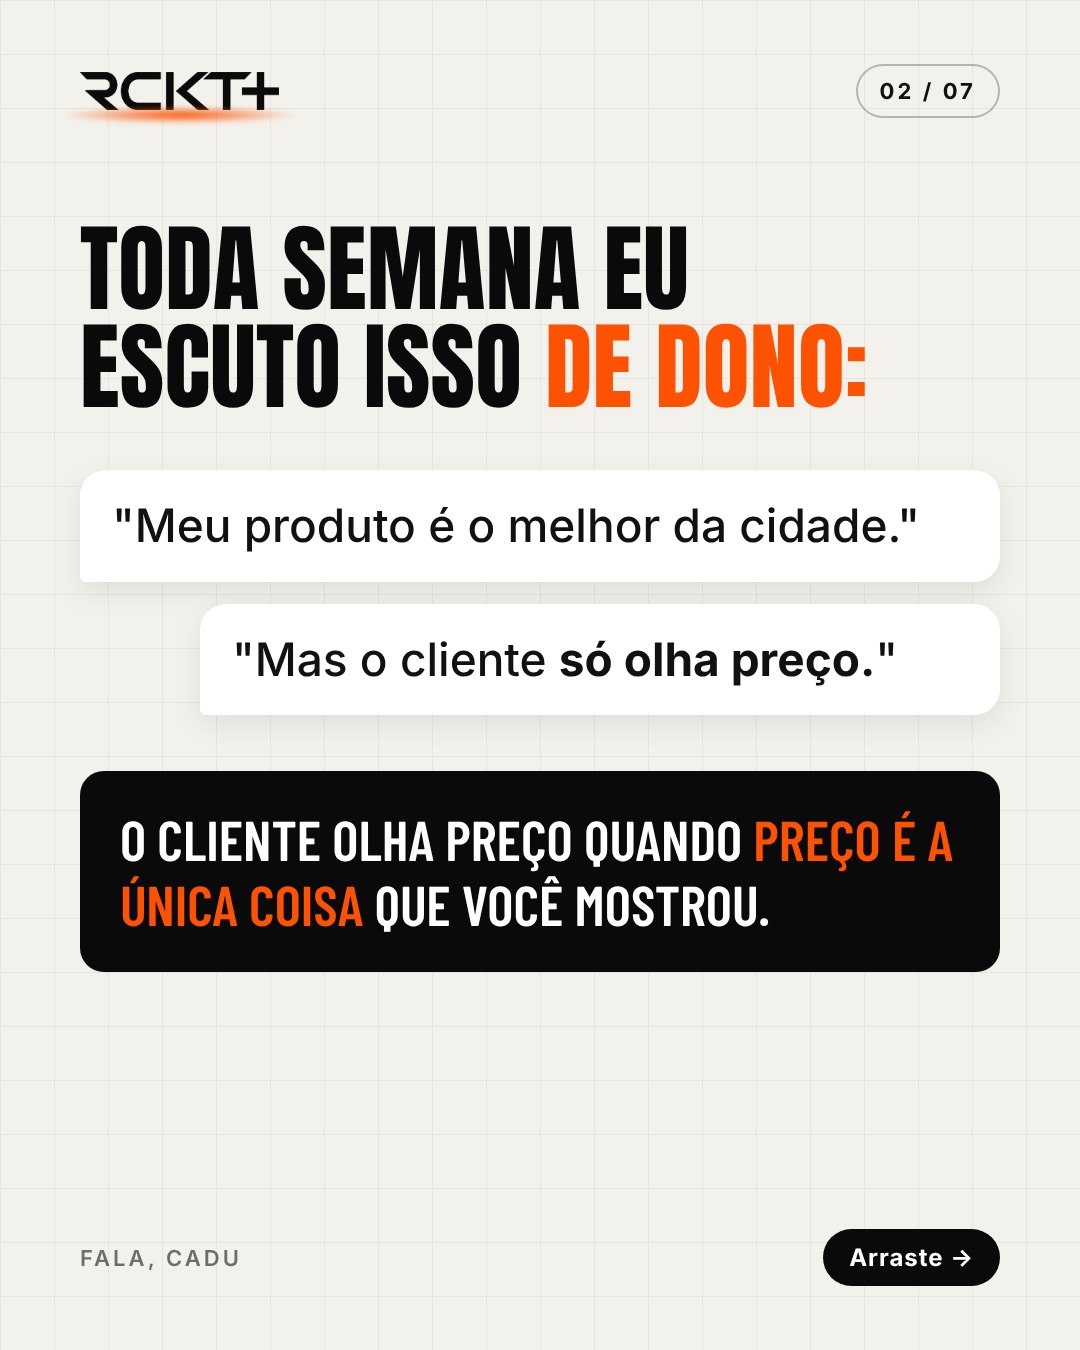 RCKT+
02 / 07
TODA SEMANA EU
ESCUTO ISSO DE DONO:
"Meu produto é o melhor da cidade."
"Mas o cliente só olha preço."
O CLIENTE OLHA PREÇO QUANDO PREÇO É A
ÚNICA COISA QUE VOCÊ MOSTROU.
FALA, CADU
Arraste →